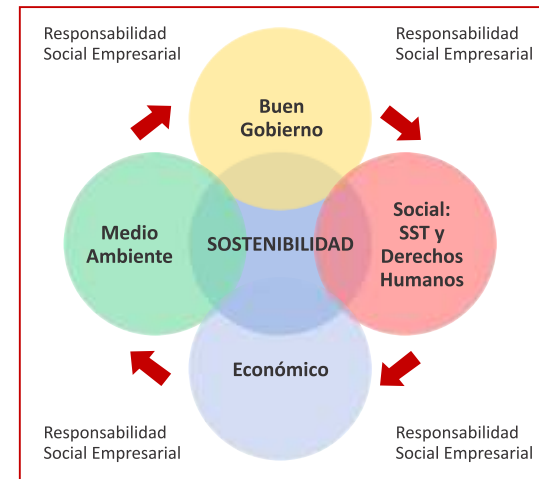 Responsabilidad
Social Empresarial
Responsabilidad
Social Empresarial
Buen
Gobierno
Medio
Ambiente
SOSTENIBILIDAD
Social:
SST y
Derechos
Humanos
Económico
Responsabilidad
Social Empresarial
Responsabilidad
Social Empresarial